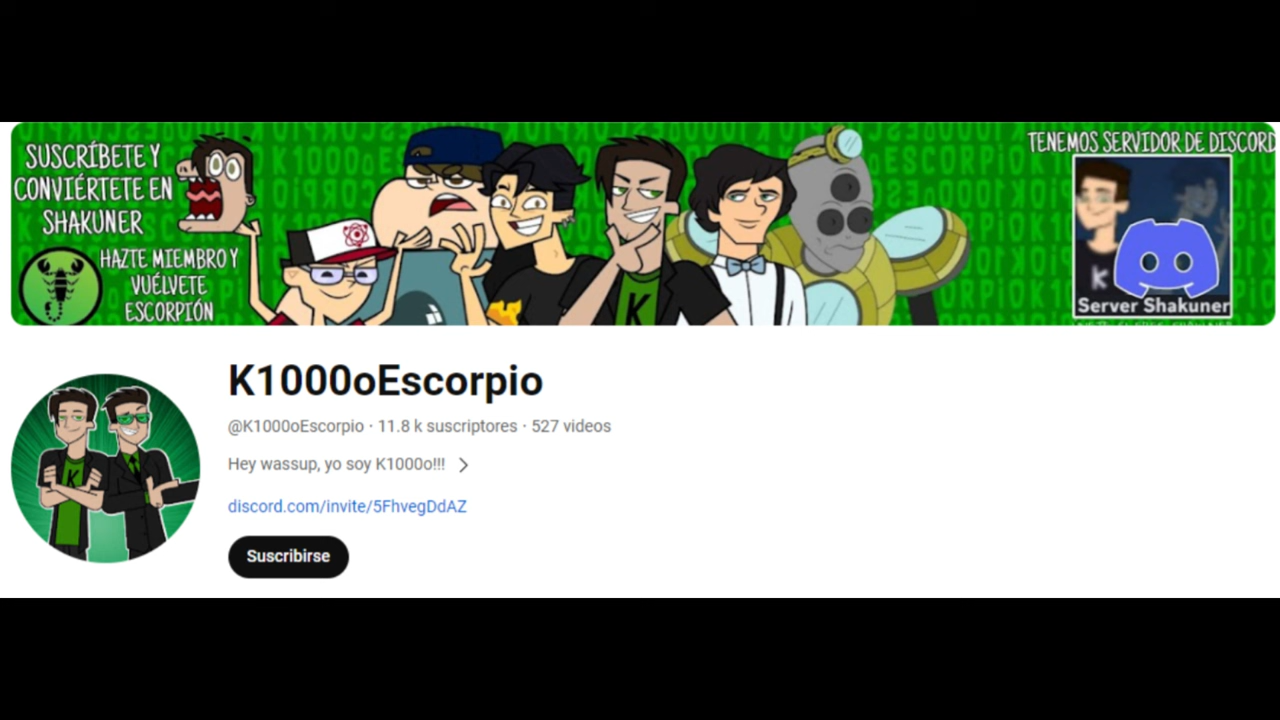 SUSCRÍBETE Y
CONVIÉRTETE EN
SHAKUNER
HAZTE MIEMBRO Y
VUÉLVETE
ESCORPIÓN
K
TENEMOS SERVIDOR DE DISCORD
K
Server Shakuner
K
K1000oEscorpio
@K1000oEscorpio · 11.8 k suscriptores · 527 videos
Hey wassup, yo soy K1000o!!!
discord.com/invite/5FhvegDdAZ
Suscribirse